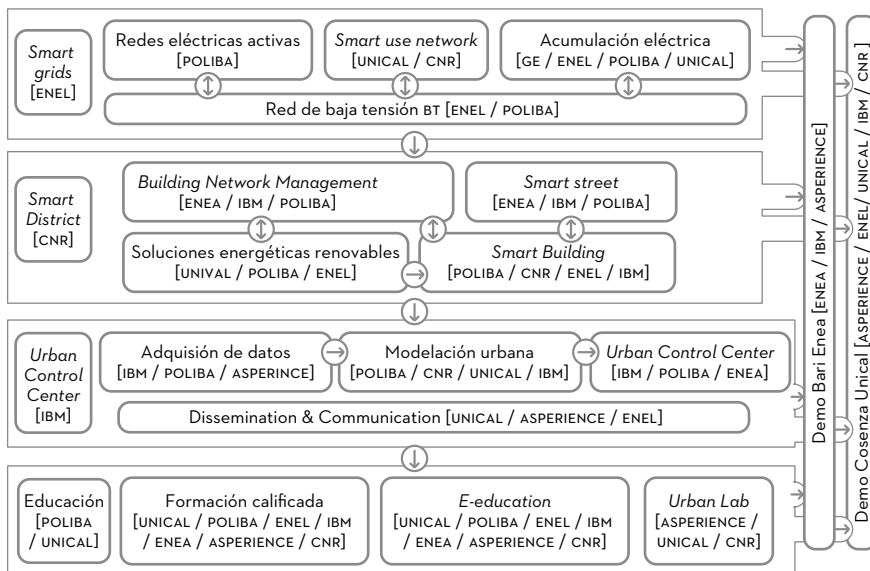 Smart
grids
[ENEL]
Redes eléctricas activas
[POLIBA]
Smart use network
[UNICAL / CNR]
Acumulación eléctrica
[GE / ENEL / POLIBA / UNICAL]
Red de baja tensión BT [ENEL / POLIBA]
Smart
District
[CNR]
Building Network Management
[ENEA / IBM / POLIBA]
Smart street
[ENEA / IBM / POLIBA]
Soluciones energéticas renovables
[UNIVAL / POLIBA / ENEL]
Smart Building
[POLIBA / CNR / ENEL / IBM]
Urban
Control
Center
[IBM]
Adquisión de datos
[IBM / POLIBA / ASPERINCE]
Modelación urbana
[POLIBA / CNR / UNICAL / IBM]
Urban Control Center
[IBM / POLIBA / ENEA]
Dissemination & Communication [UNICAL / ASPERIENCE / ENEL]
Educación
[POLIBA
/ UNICAL]
Formación calificada
[UNICAL / POLIBA / ENEL / IBM
/ ENEA / ASPERIENCE / CNR]
E-education
[UNICAL / POLIBA / ENEL / IBM
/ ENEA / ASPERIENCE / CNR]
Urban Lab
[ASPERIENCE /
UNICAL / CNR]
Demo Bari Enea [ENEA / IBM / ASPERIENCE]
Demo Cosenza Unical [ASPERIENCE / ENEL/ UNICAL / IBM / CNR ]